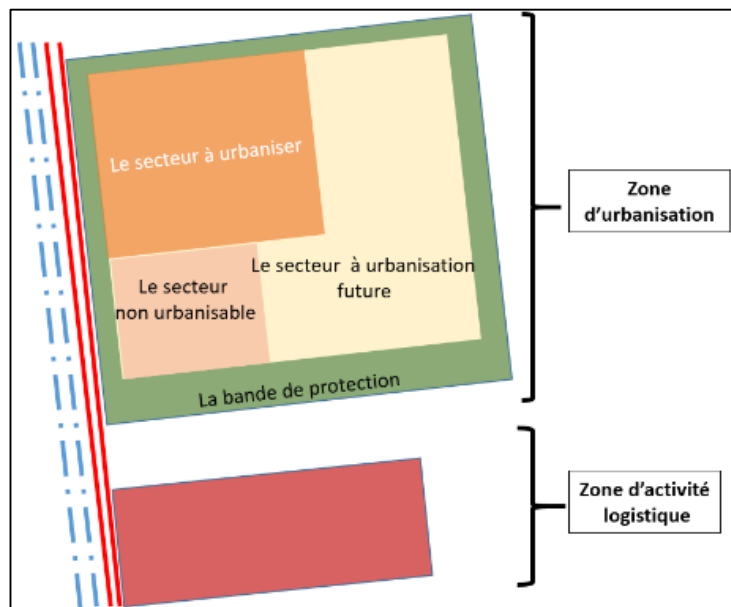 Le secteur à urbaniser
Zone
d'urbanisation
Le secteur à urbanisation
future
Le secteur
non urbanisable
La bande de protection
Zone d'activité
logistique